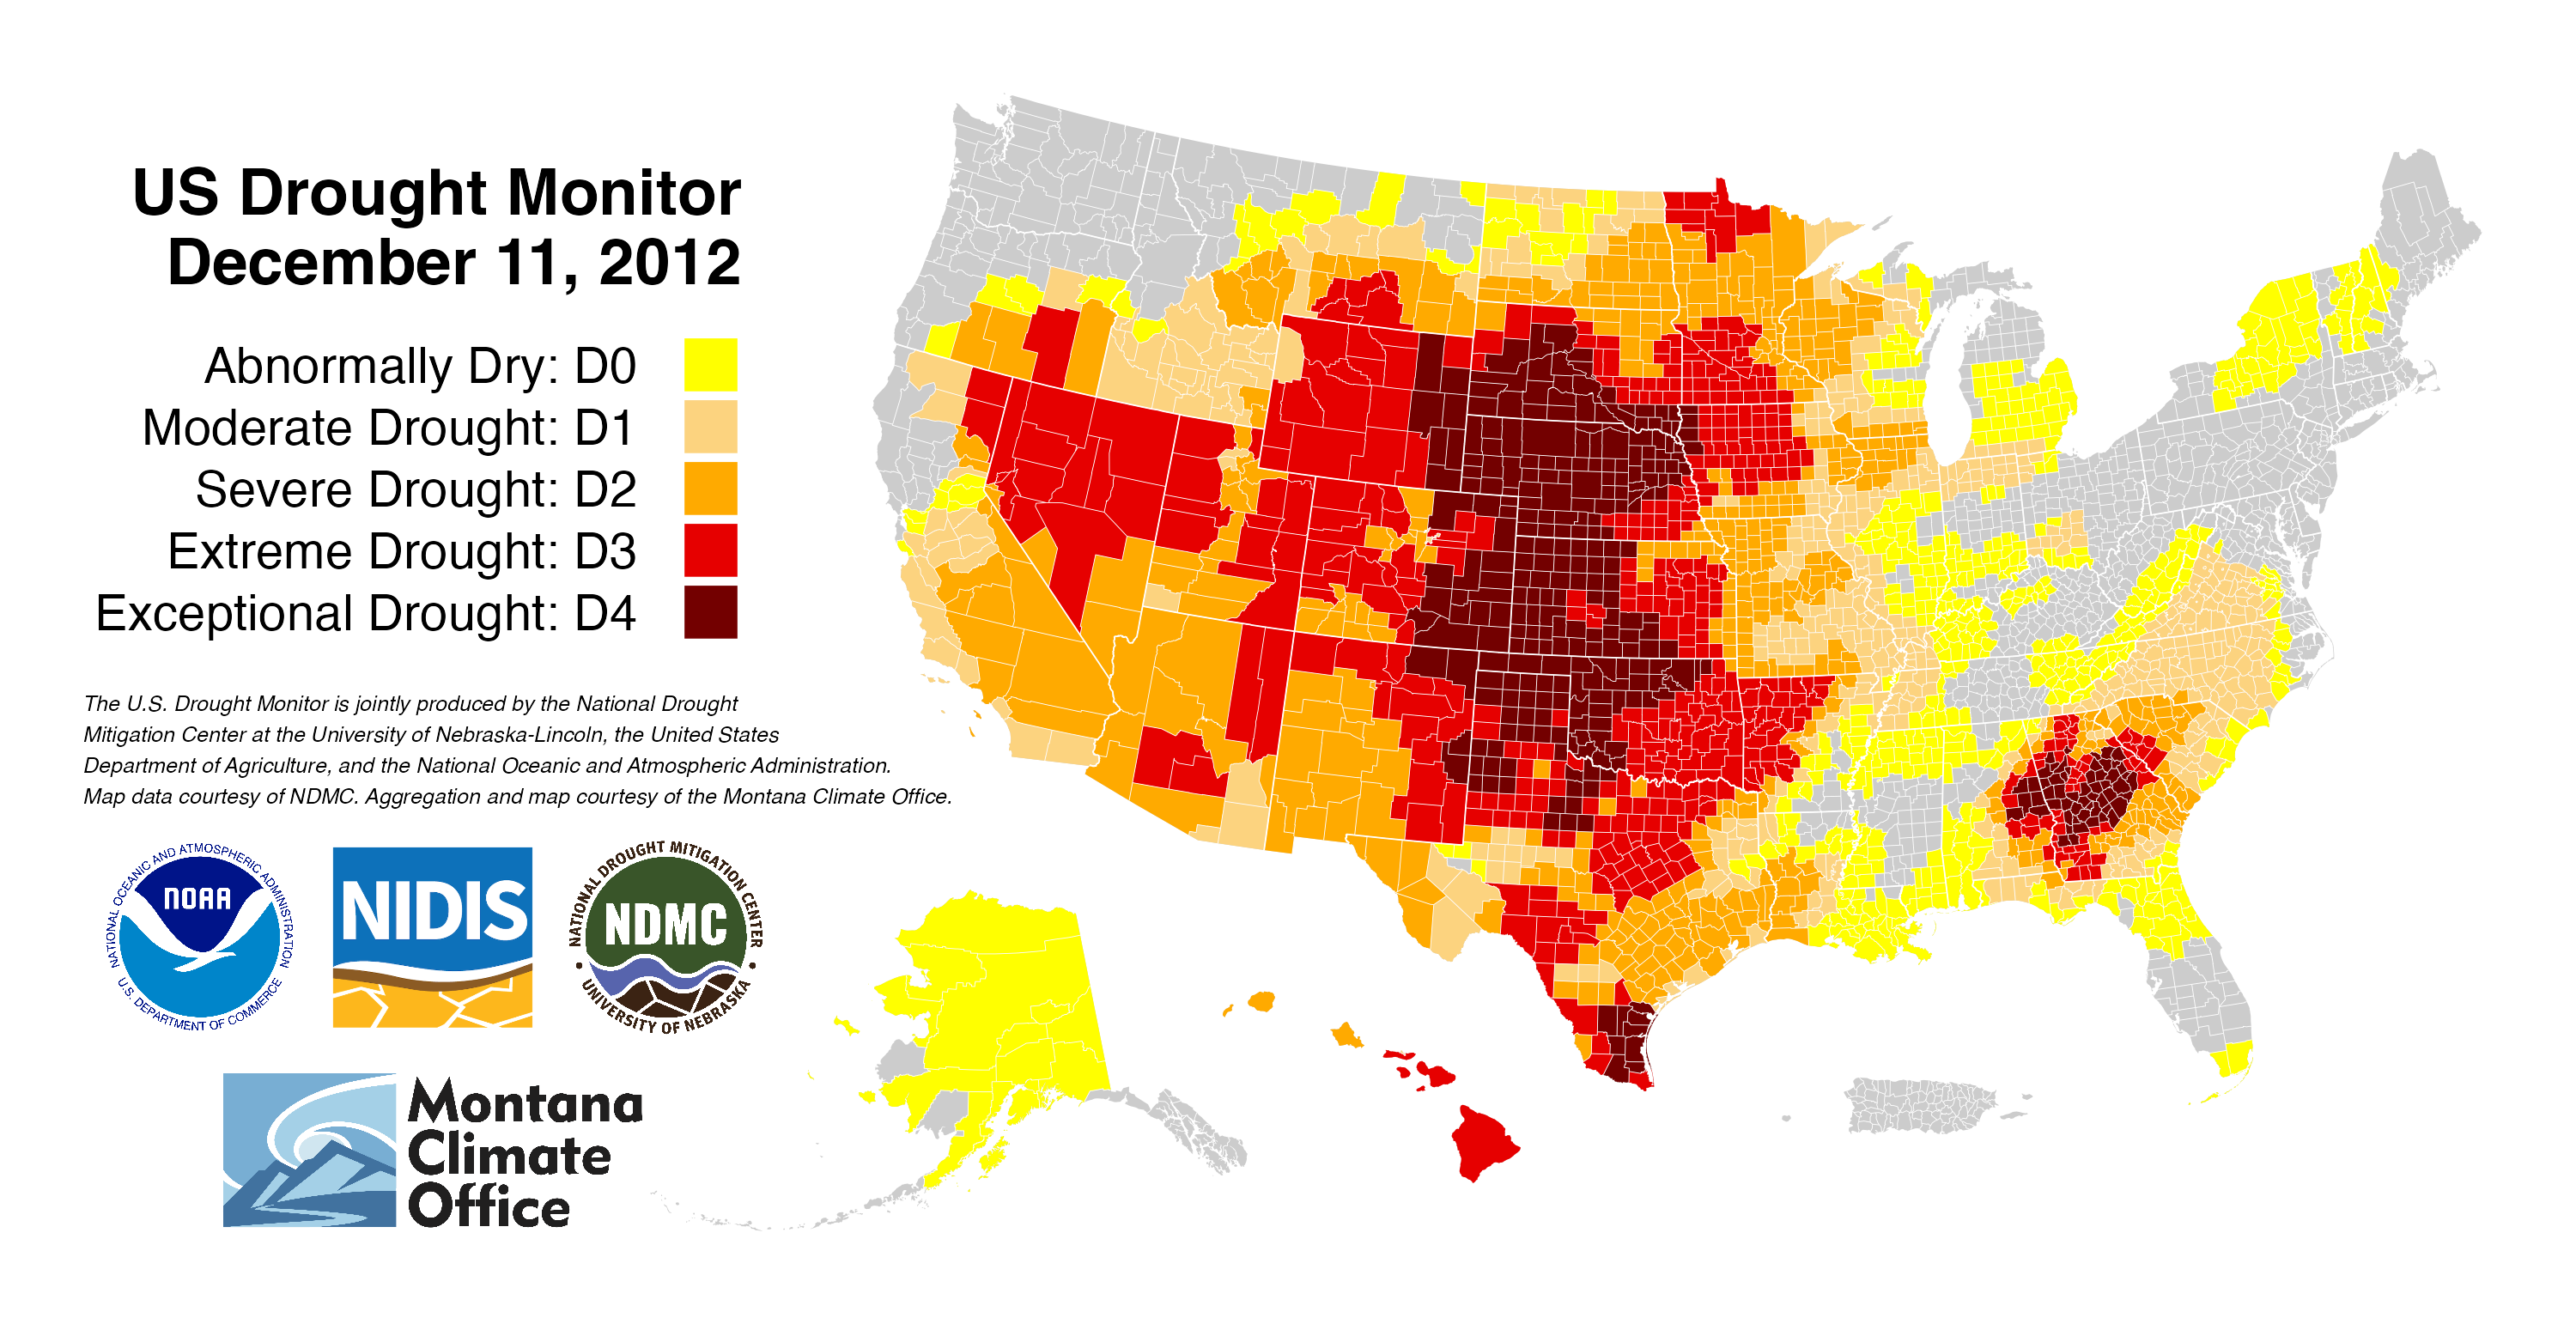 US Drought Monitor
December 11, 2012
Abnormally Dry: D0
Moderate Drought: D1
Severe Drought: D2
Extreme Drought: D3
Exceptional Drought: D4
The U.S. Drought Monitor is jointly produced by the National Drought
Mitigation Center at the University of Nebraska-Lincoln, the United States
Department of Agriculture, and the National Oceanic and Atmospheric Administration.
Map data courtesy of NDMC. Aggregation and map courtesy of the Montana Climate Office.
NATIONAL OCEANIC AND ATMOSPHERIC ADMINISTRATION
NOAA
U.S. DEPARTMENT OF COMMERCE
NIDIS
NATIONAL DROUGHT MITIGATION CENTER
NDMC
UNIVERSITY OF NEBRASKA
Montana
Climate
Office